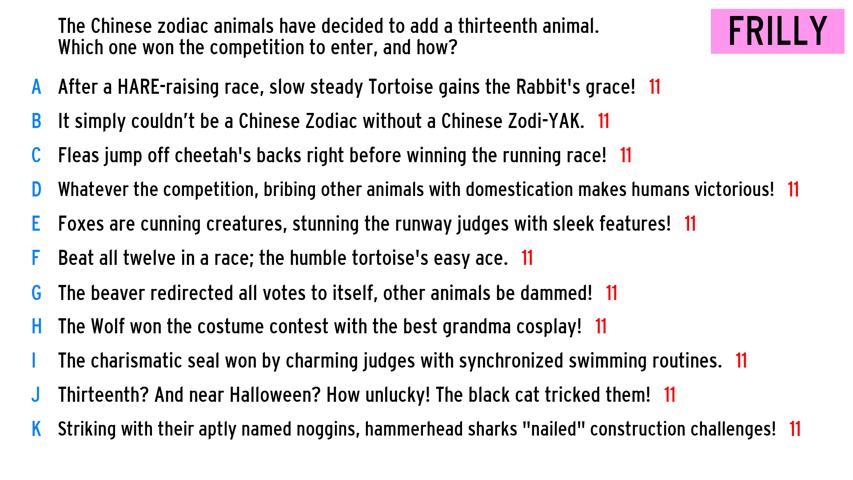 The Chinese zodiac animals have decided to add a thirteenth animal.
Which one won the competition to enter, and how?
FRILLY
A After a HARE-raising race, slow steady Tortoise gains the Rabbit's grace! 11
B It simply couldn't be a Chinese Zodiac without a Chinese Zodi-YAK. 11
C Fleas jump off cheetah's backs right before winning the running race! 11
D Whatever the competition, bribing other animals with domestication makes humans victorious! 11
E Foxes are cunning creatures, stunning the runway judges with sleek features! 11
F Beat all twelve in a race; the humble tortoise's easy ace. 11
G The beaver redirected all votes to itself, other animals be dammed! 11
H The Wolf won the costume contest with the best grandma cosplay! 11
I The charismatic seal won by charming judges with synchronized swimming routines. 11
J Thirteenth? And near Halloween? How unlucky! The black cat tricked them! 11
K Striking with their aptly named noggins, hammerhead sharks "nailed" construction challenges! 11